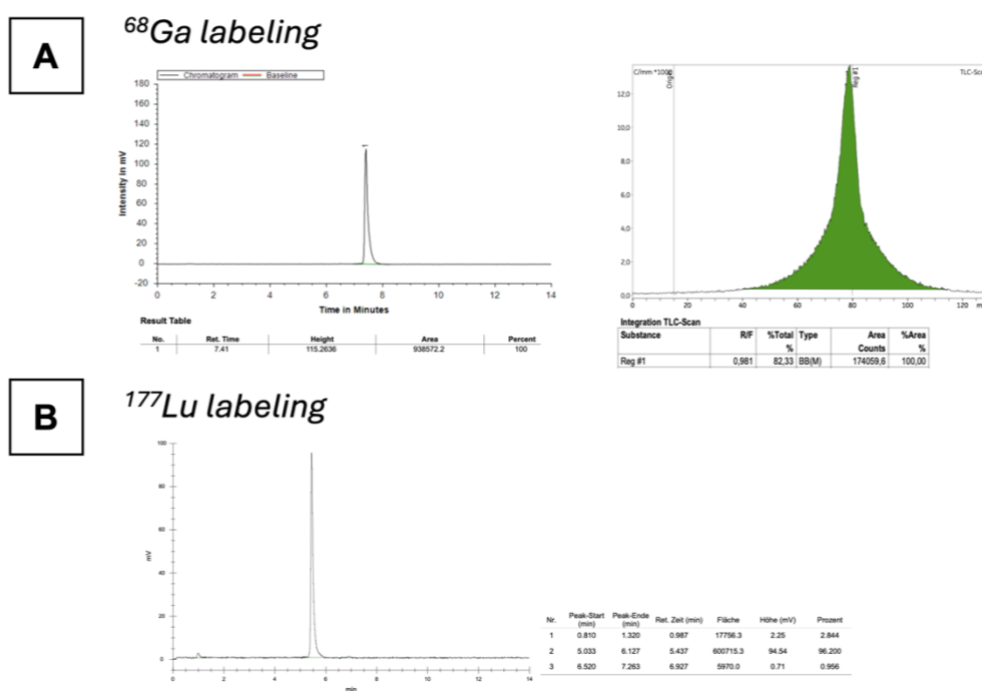 A
⁶⁸Ga labeling
Chromatogram Baseline
180
160
140
120
100
80
60
40
20
0
-20
Intensity in mV
0 2 4 6 8 10 12 14
Time in Minutes
Result Table
No. Ret. Time Height Area Percent
1 7.41 115.2636 938572.2 100
C/mm *1000 Origin Reg #1 TLC-Sca
12,0
10,0
8,0
6,0
4,0
2,0
0,0
20 40 60 80 100 120 m
Integration TLC-Scan
Substance R/F %Total Type Area %Area
% Counts %
Reg #1 0,981 82,33 BB(M) 174059,6 100,00
B
¹⁷⁷Lu labeling
100
80
60
40
20
0
mV
0 2 4 6 8 10 12 14
min
Nr. Peak-Start (min) Peak-Ende (min) Ret. Zeit (min) Fläche Höhe (mV) Prozent
1 0.810 1.320 0.987 17756.3 2.25 2.844
2 5.033 6.127 5.437 600715.3 94.54 96.200
3 6.520 7.263 6.927 5970.0 0.71 0.956